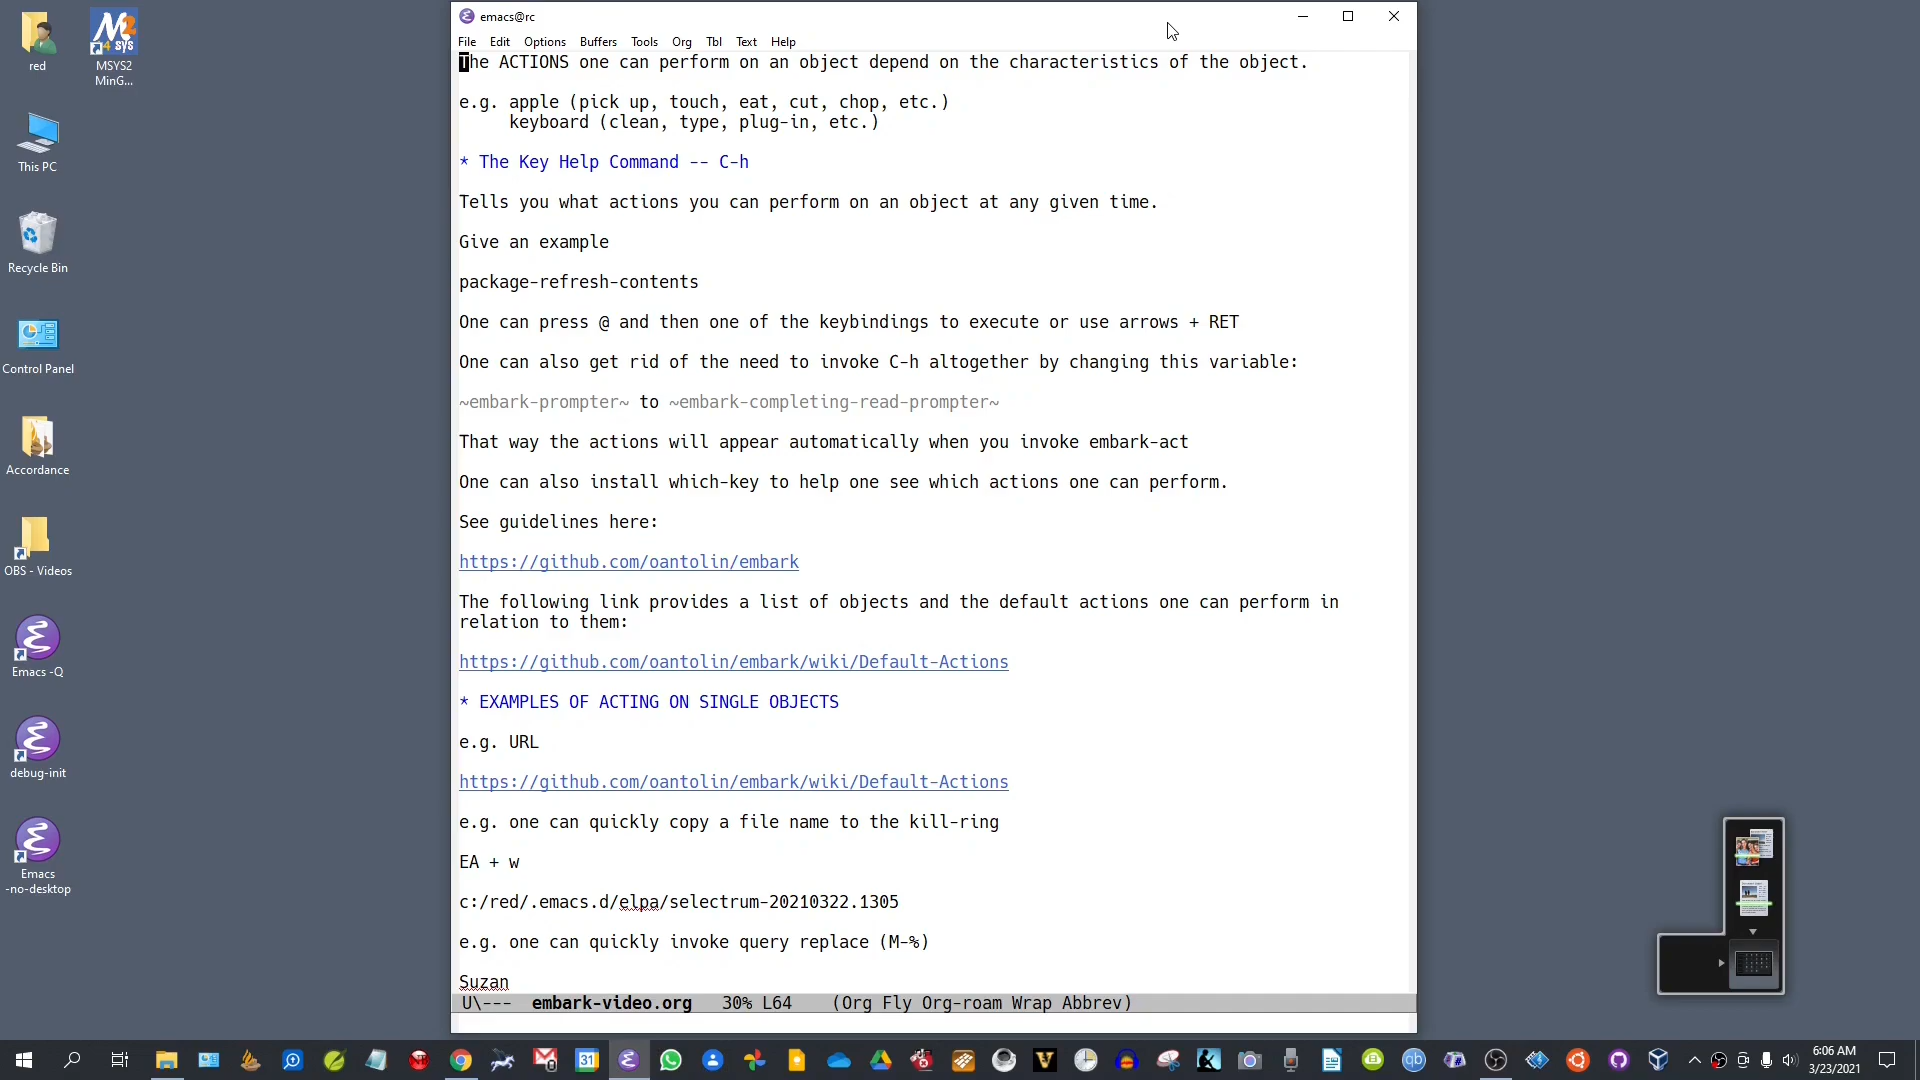 red
MSYS2
MinG...
This PC
Recycle Bin
Control Panel
Accordance
OBS - Videos
Emacs -Q
debug-init
Emacs
-no-desktop
emacs@rc
File Edit Options Buffers Tools Org Tbl Text Help
The ACTIONS one can perform on an object depend on the characteristics of the object.
e.g. apple (pick up, touch, eat, cut, chop, etc.)
keyboard (clean, type, plug-in, etc.)
* The Key Help Command -- C-h
Tells you what actions you can perform on an object at any given time.
Give an example
package-refresh-contents
One can press @ and then one of the keybindings to execute or use arrows + RET
One can also get rid of the need to invoke C-h altogether by changing this variable:
~embark-prompter~ to ~embark-completing-read-prompter~
That way the actions will appear automatically when you invoke embark-act
One can also install which-key to help one see which actions one can perform.
See guidelines here:
https://github.com/oantolin/embark
The following link provides a list of objects and the default actions one can perform in
relation to them:
https://github.com/oantolin/embark/wiki/Default-Actions
* EXAMPLES OF ACTING ON SINGLE OBJECTS
e.g. URL
https://github.com/oantolin/embark/wiki/Default-Actions
e.g. one can quickly copy a file name to the kill-ring
EA + w
c:/red/.emacs.d/elpa/selectrum-20210322.1305
e.g. one can quickly invoke query replace (M-%)
Suzan
U\--- embark-video.org 30% L64 (Org Fly Org-roam Wrap Abbrev)
6:06 AM
3/23/2021